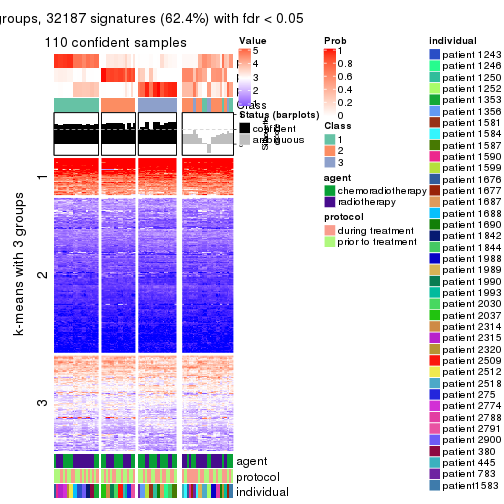 groups, 32187 signatures (62.4%) with fdr < 0.05
110 confident samples
k-means with 3 groups
1
2
3
Class
agent
protocol
individual
Value
5
4
3
2
1
Status (barplots)
confident
ambiguous
Prob
1
0.8
0.6
0.4
0.2
0
Class
1
2
3
agent
chemoradiotherapy
radiotherapy
protocol
during treatment
prior to treatment
individual
patient 1243
patient 1246
patient 1250
patient 1252
patient 1353
patient 1356
patient 1581
patient 1584
patient 1587
patient 1590
patient 1599
patient 1676
patient 1677
patient 1687
patient 1688
patient 1690
patient 1842
patient 1844
patient 1988
patient 1989
patient 1990
patient 1993
patient 2030
patient 2037
patient 2314
patient 2315
patient 2320
patient 2509
patient 2512
patient 2518
patient 275
patient 2774
patient 2788
patient 2791
patient 2900
patient 380
patient 445
patient 783
patient1583